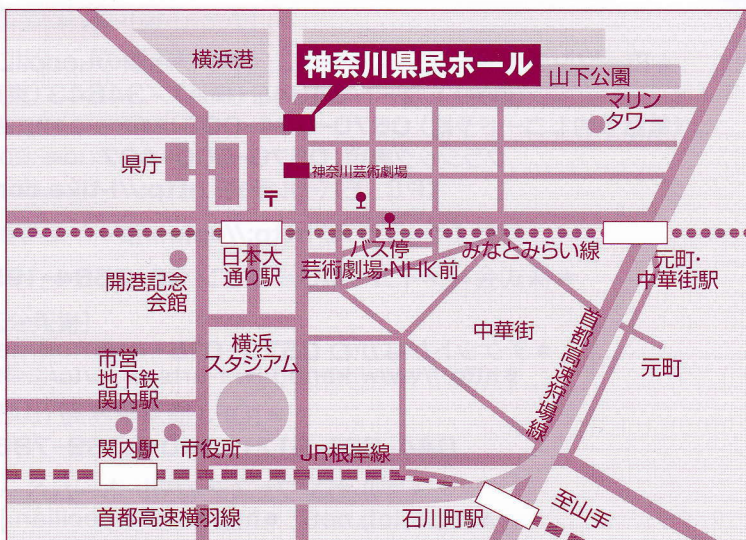 横浜港
神奈川県民ホール
山下公園
マリン
タワー
県庁
神奈川芸術劇場
〒
日本大
通り駅
バス停
芸術劇場・NHK前
みなとみらい線
元町・
中華街駅
開港記念
会館
横浜
スタジアム
中華街
首都高速狩場線
元町
市営
地下鉄
関内駅
関内駅
市役所
JR根岸線
首都高速横羽線
石川町駅
至山手